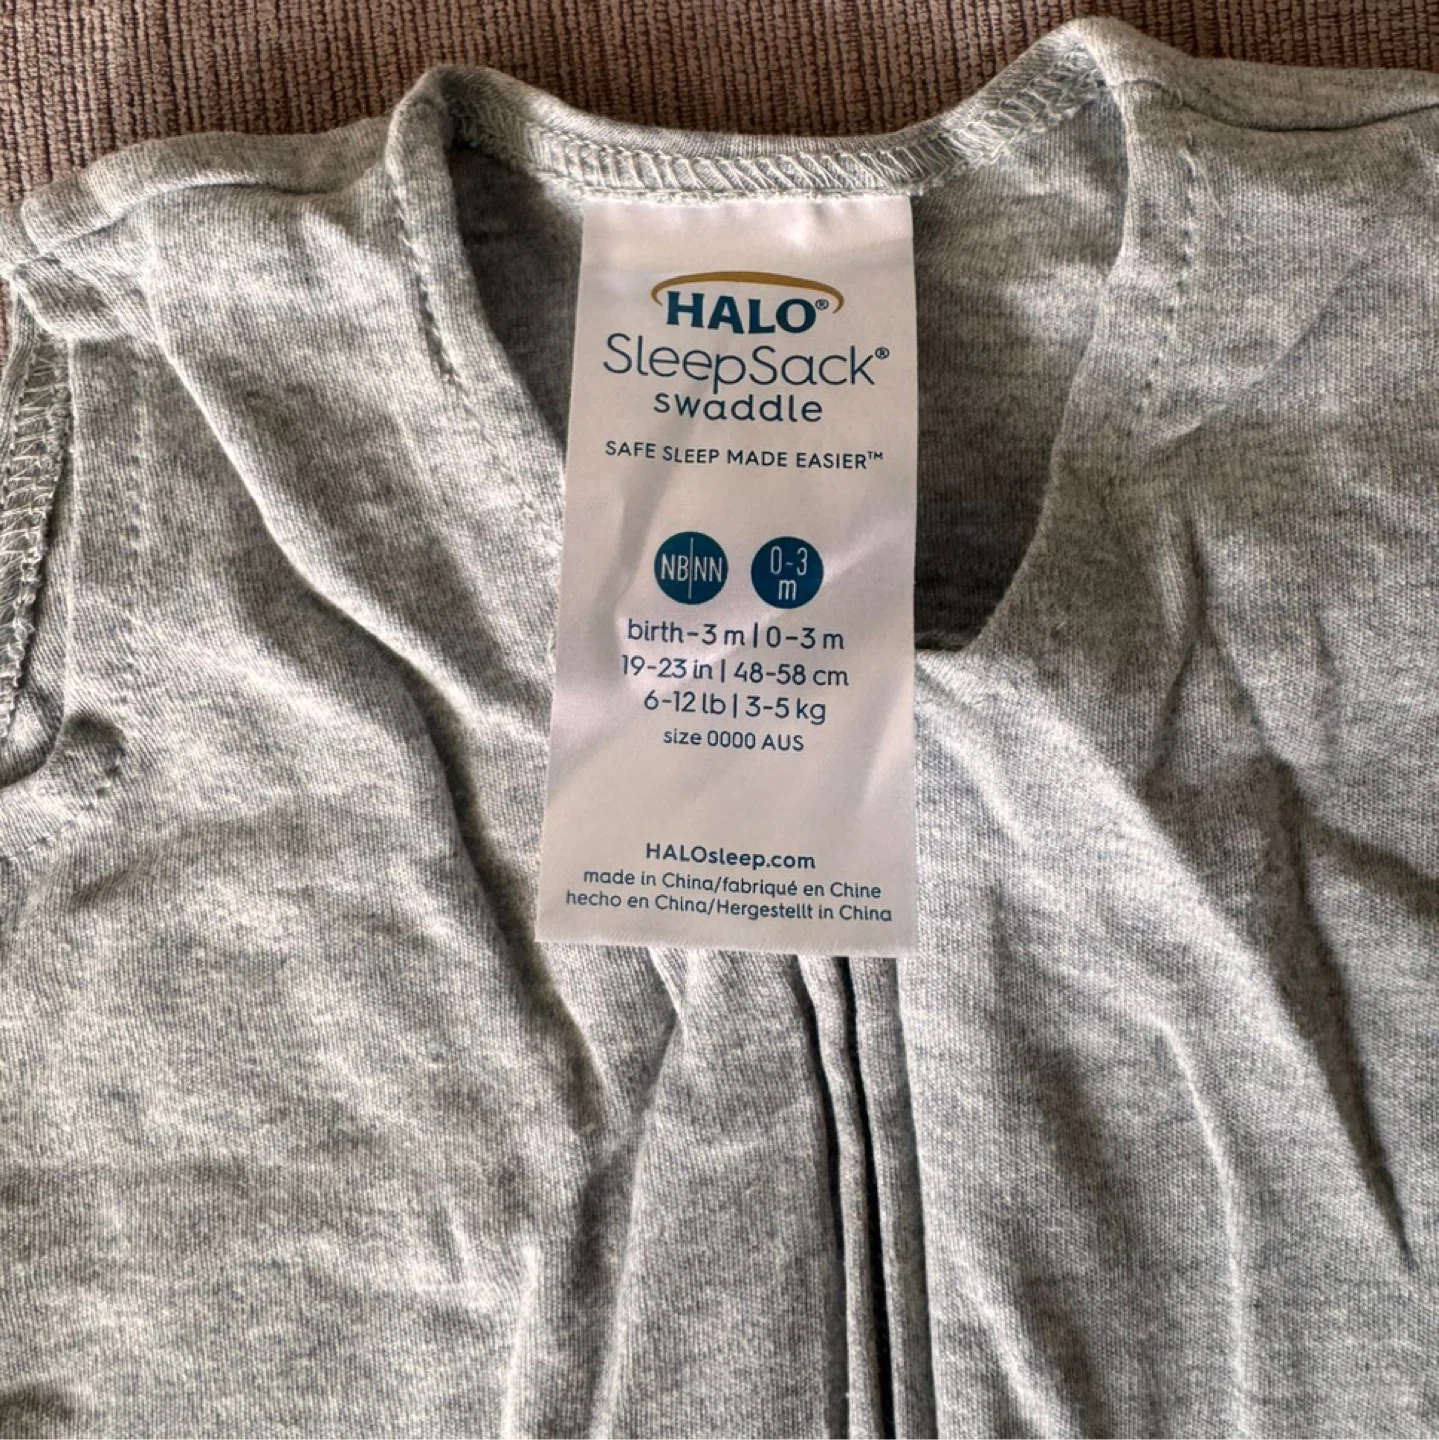 HALO®
SleepSack®
swaddle
SAFE SLEEP MADE EASIER™
NB|NN
0-3
m
birth-3 m | 0-3 m
19-23 in | 48-58 cm
6-12 lb | 3-5 kg
size 0000 AUS
HALOsleep.com
made in China/fabriqué en Chine
hecho en China/Hergestellt in China